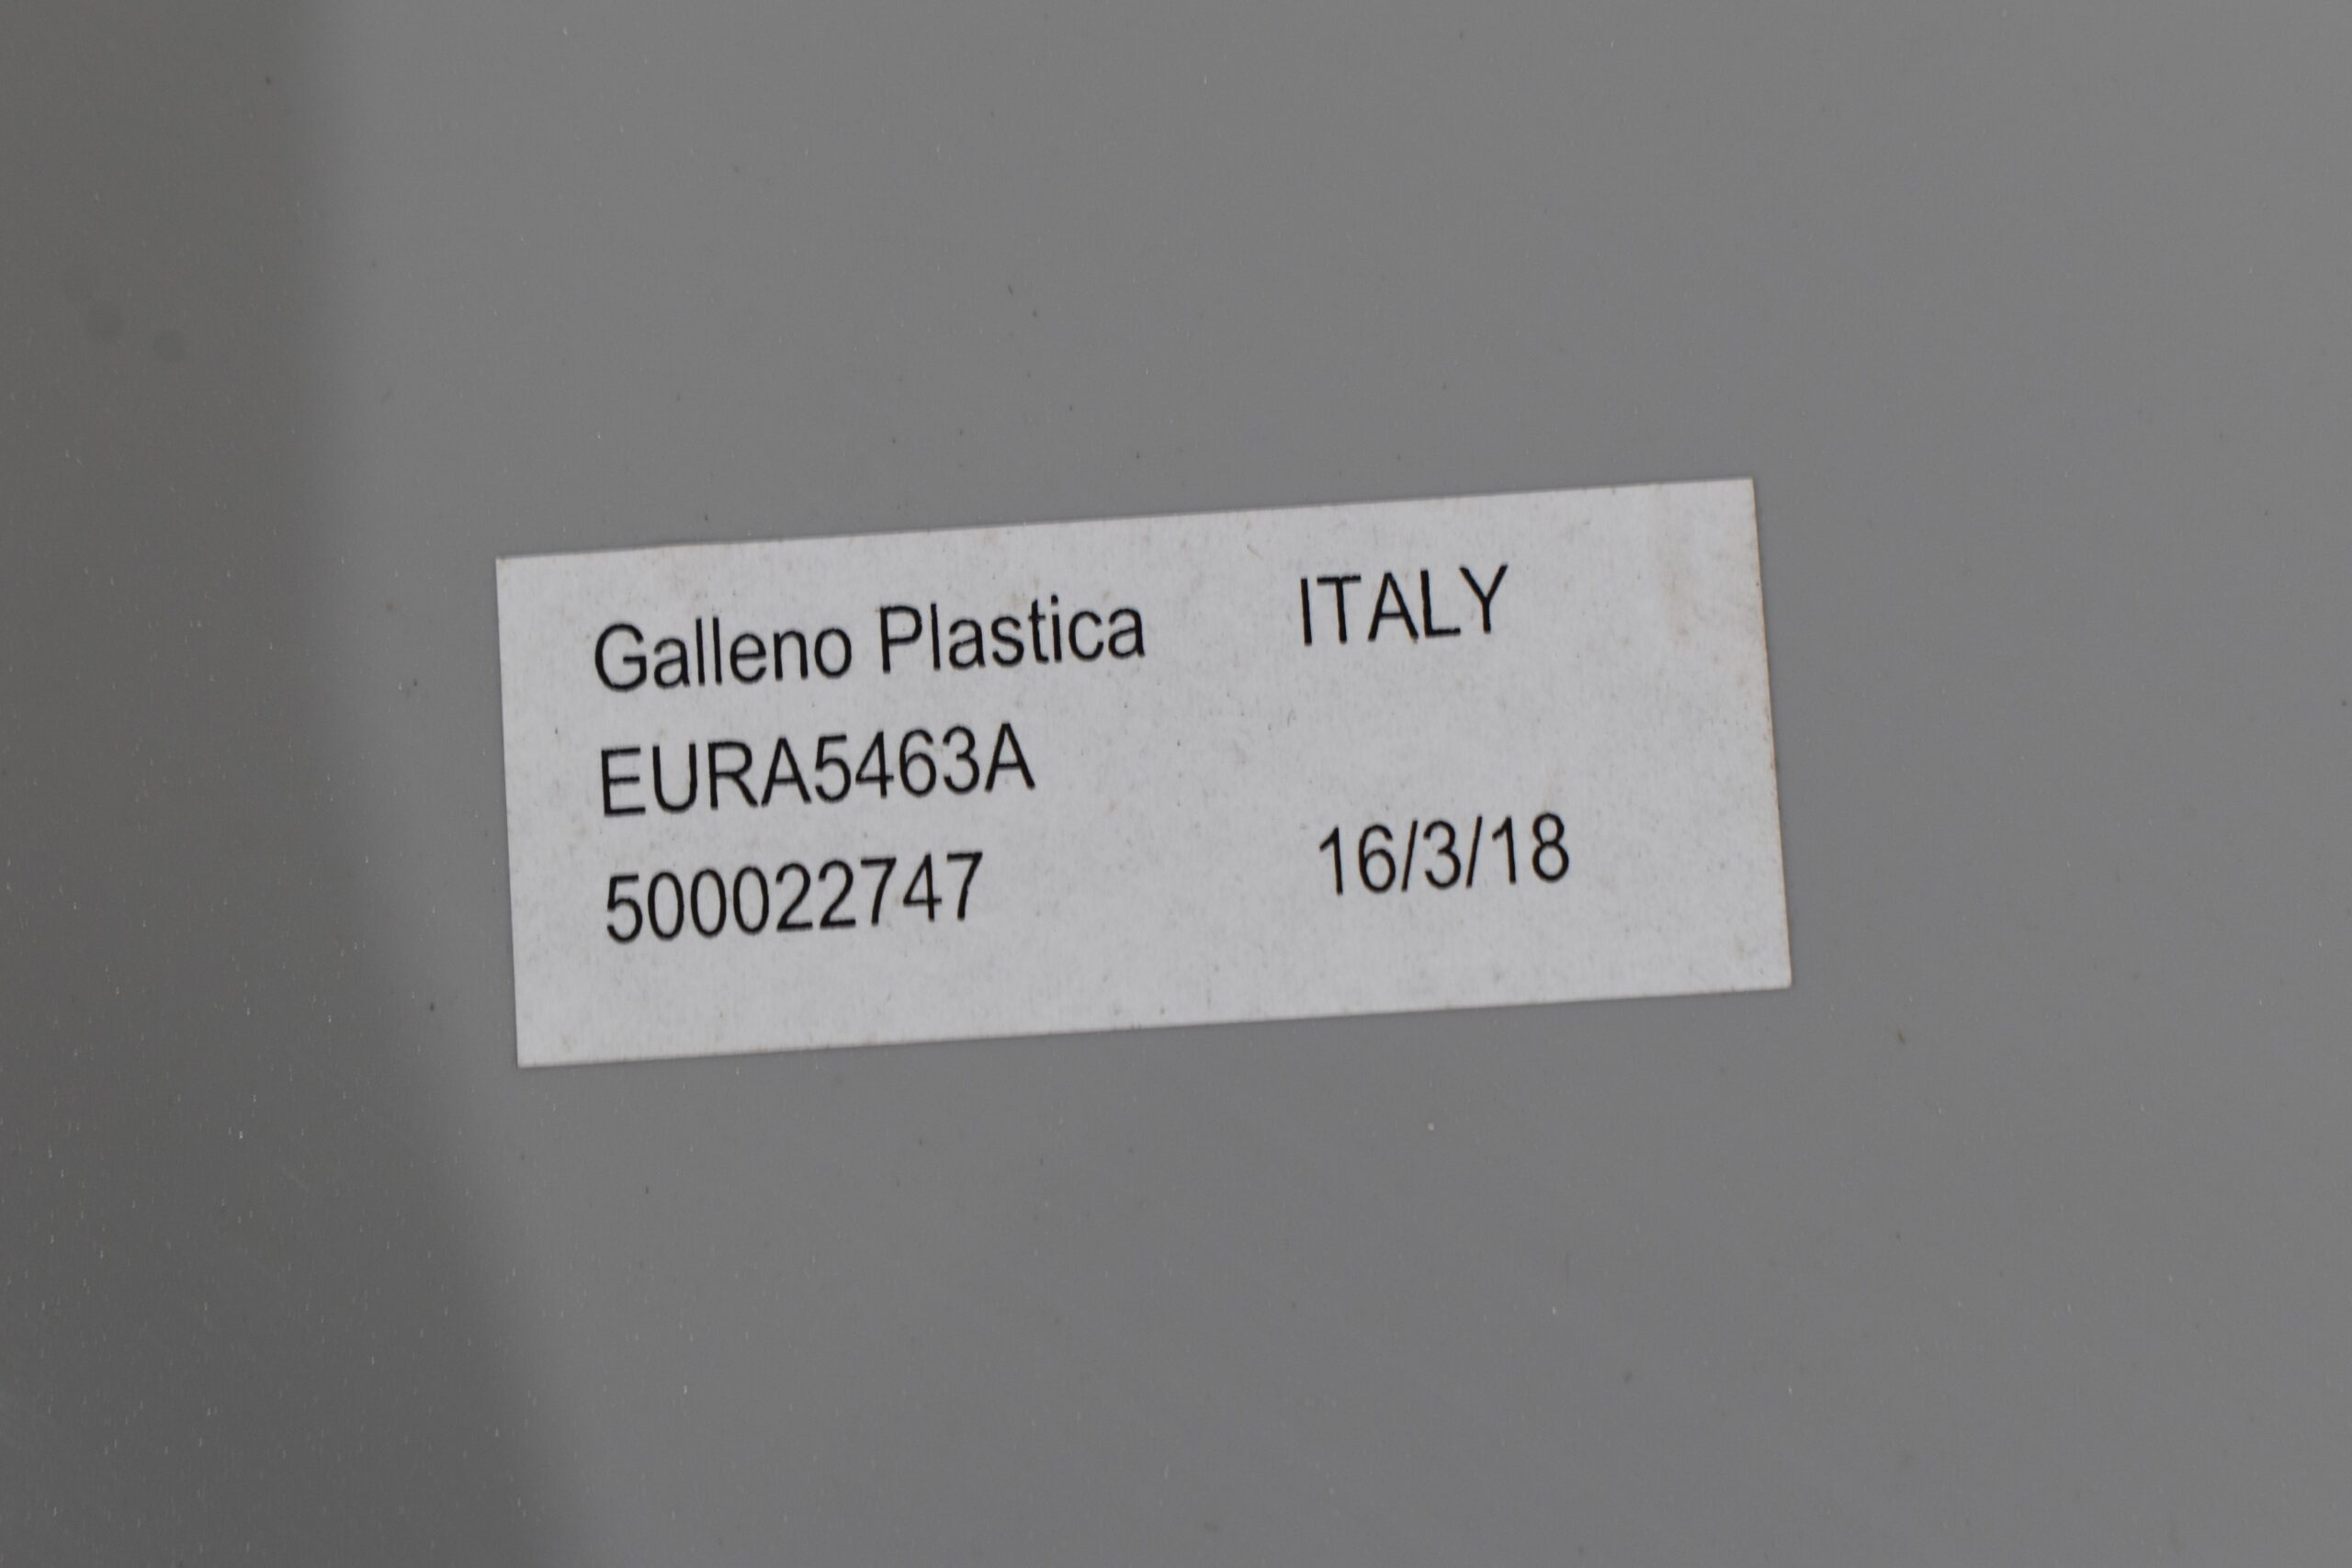 Galleno Plastica ITALY
EURA5463A
500022747 16/3/18